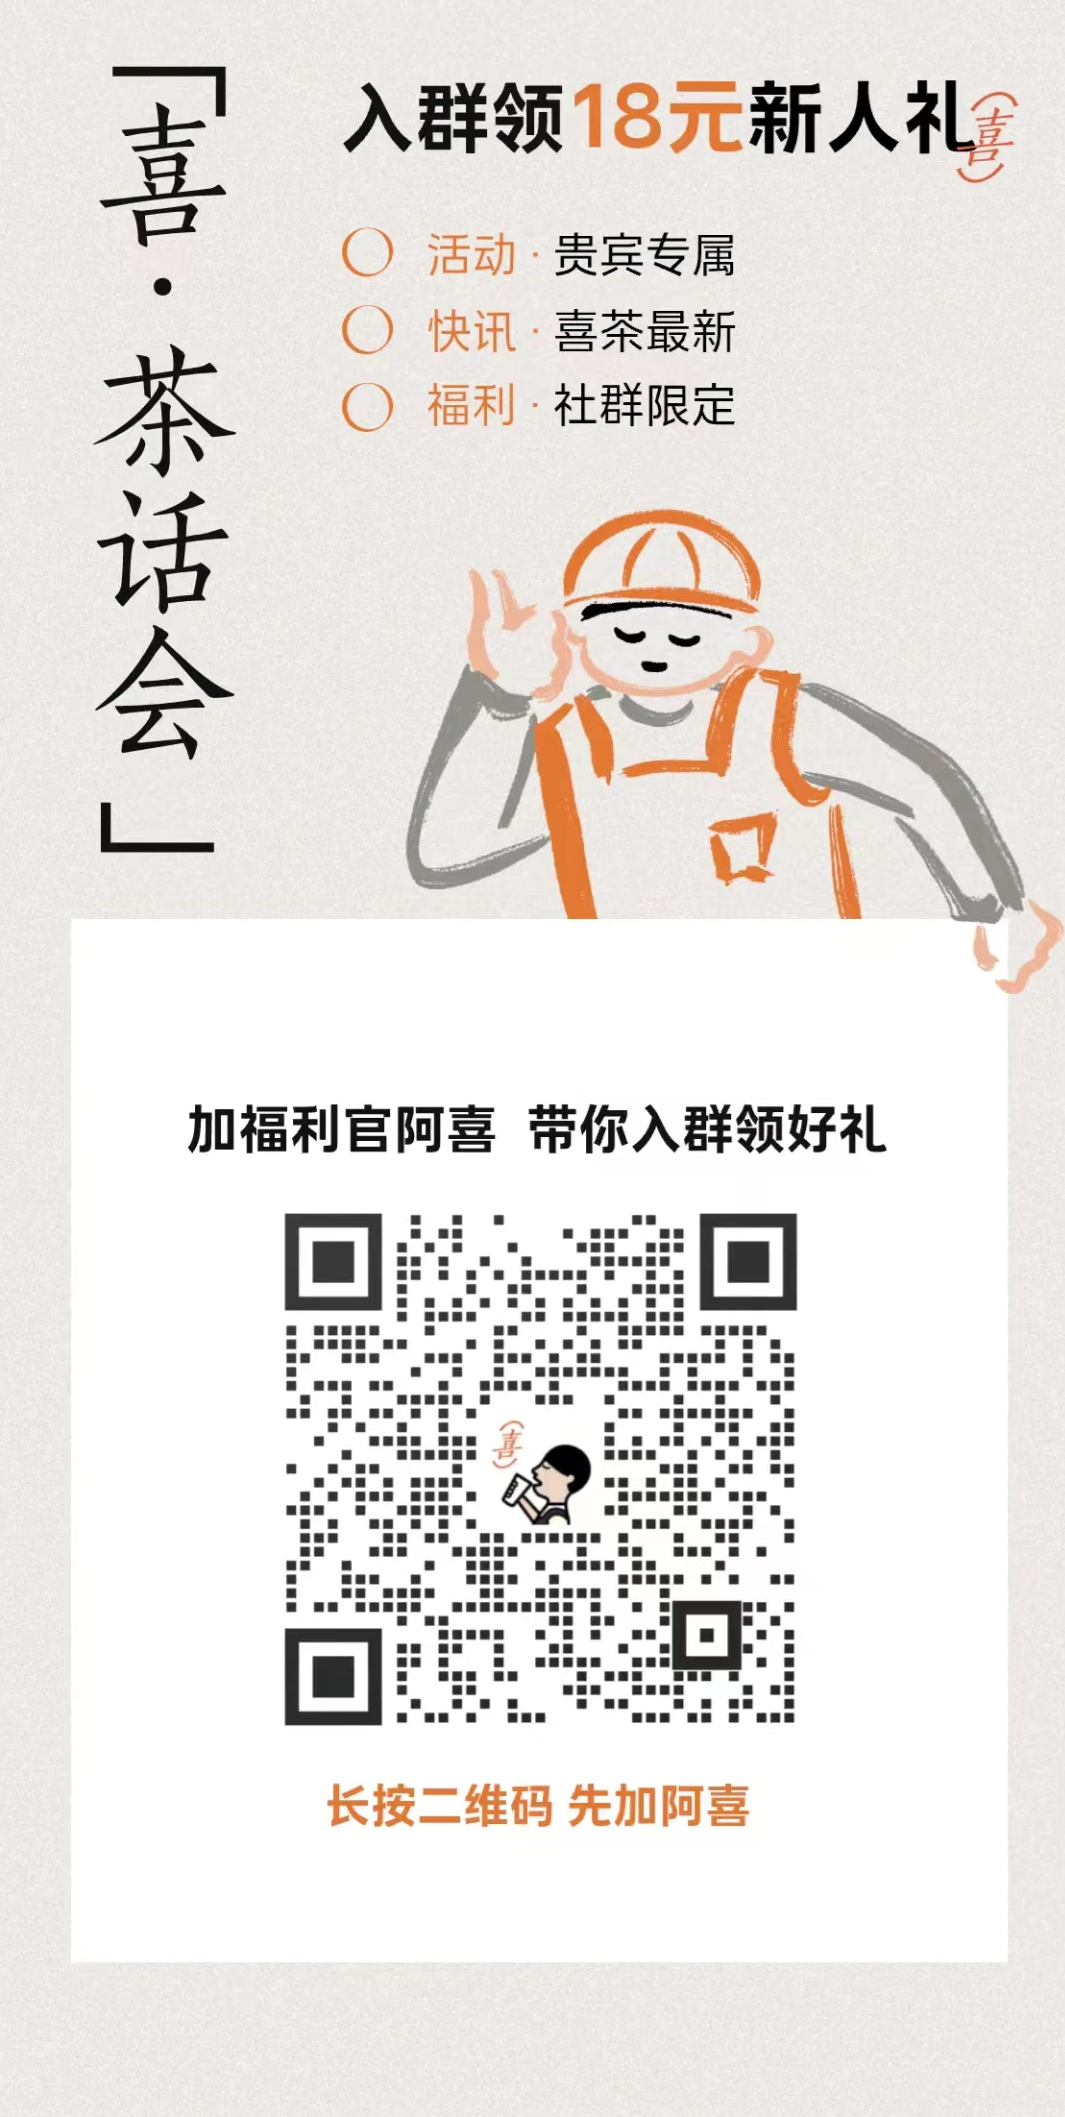 「喜·茶话会」
入群领18元新人礼
(喜)
活动·贵宾专属
快讯·喜茶最新
福利·社群限定
加福利官阿喜 带你入群领好礼
(喜)
长按二维码 先加阿喜